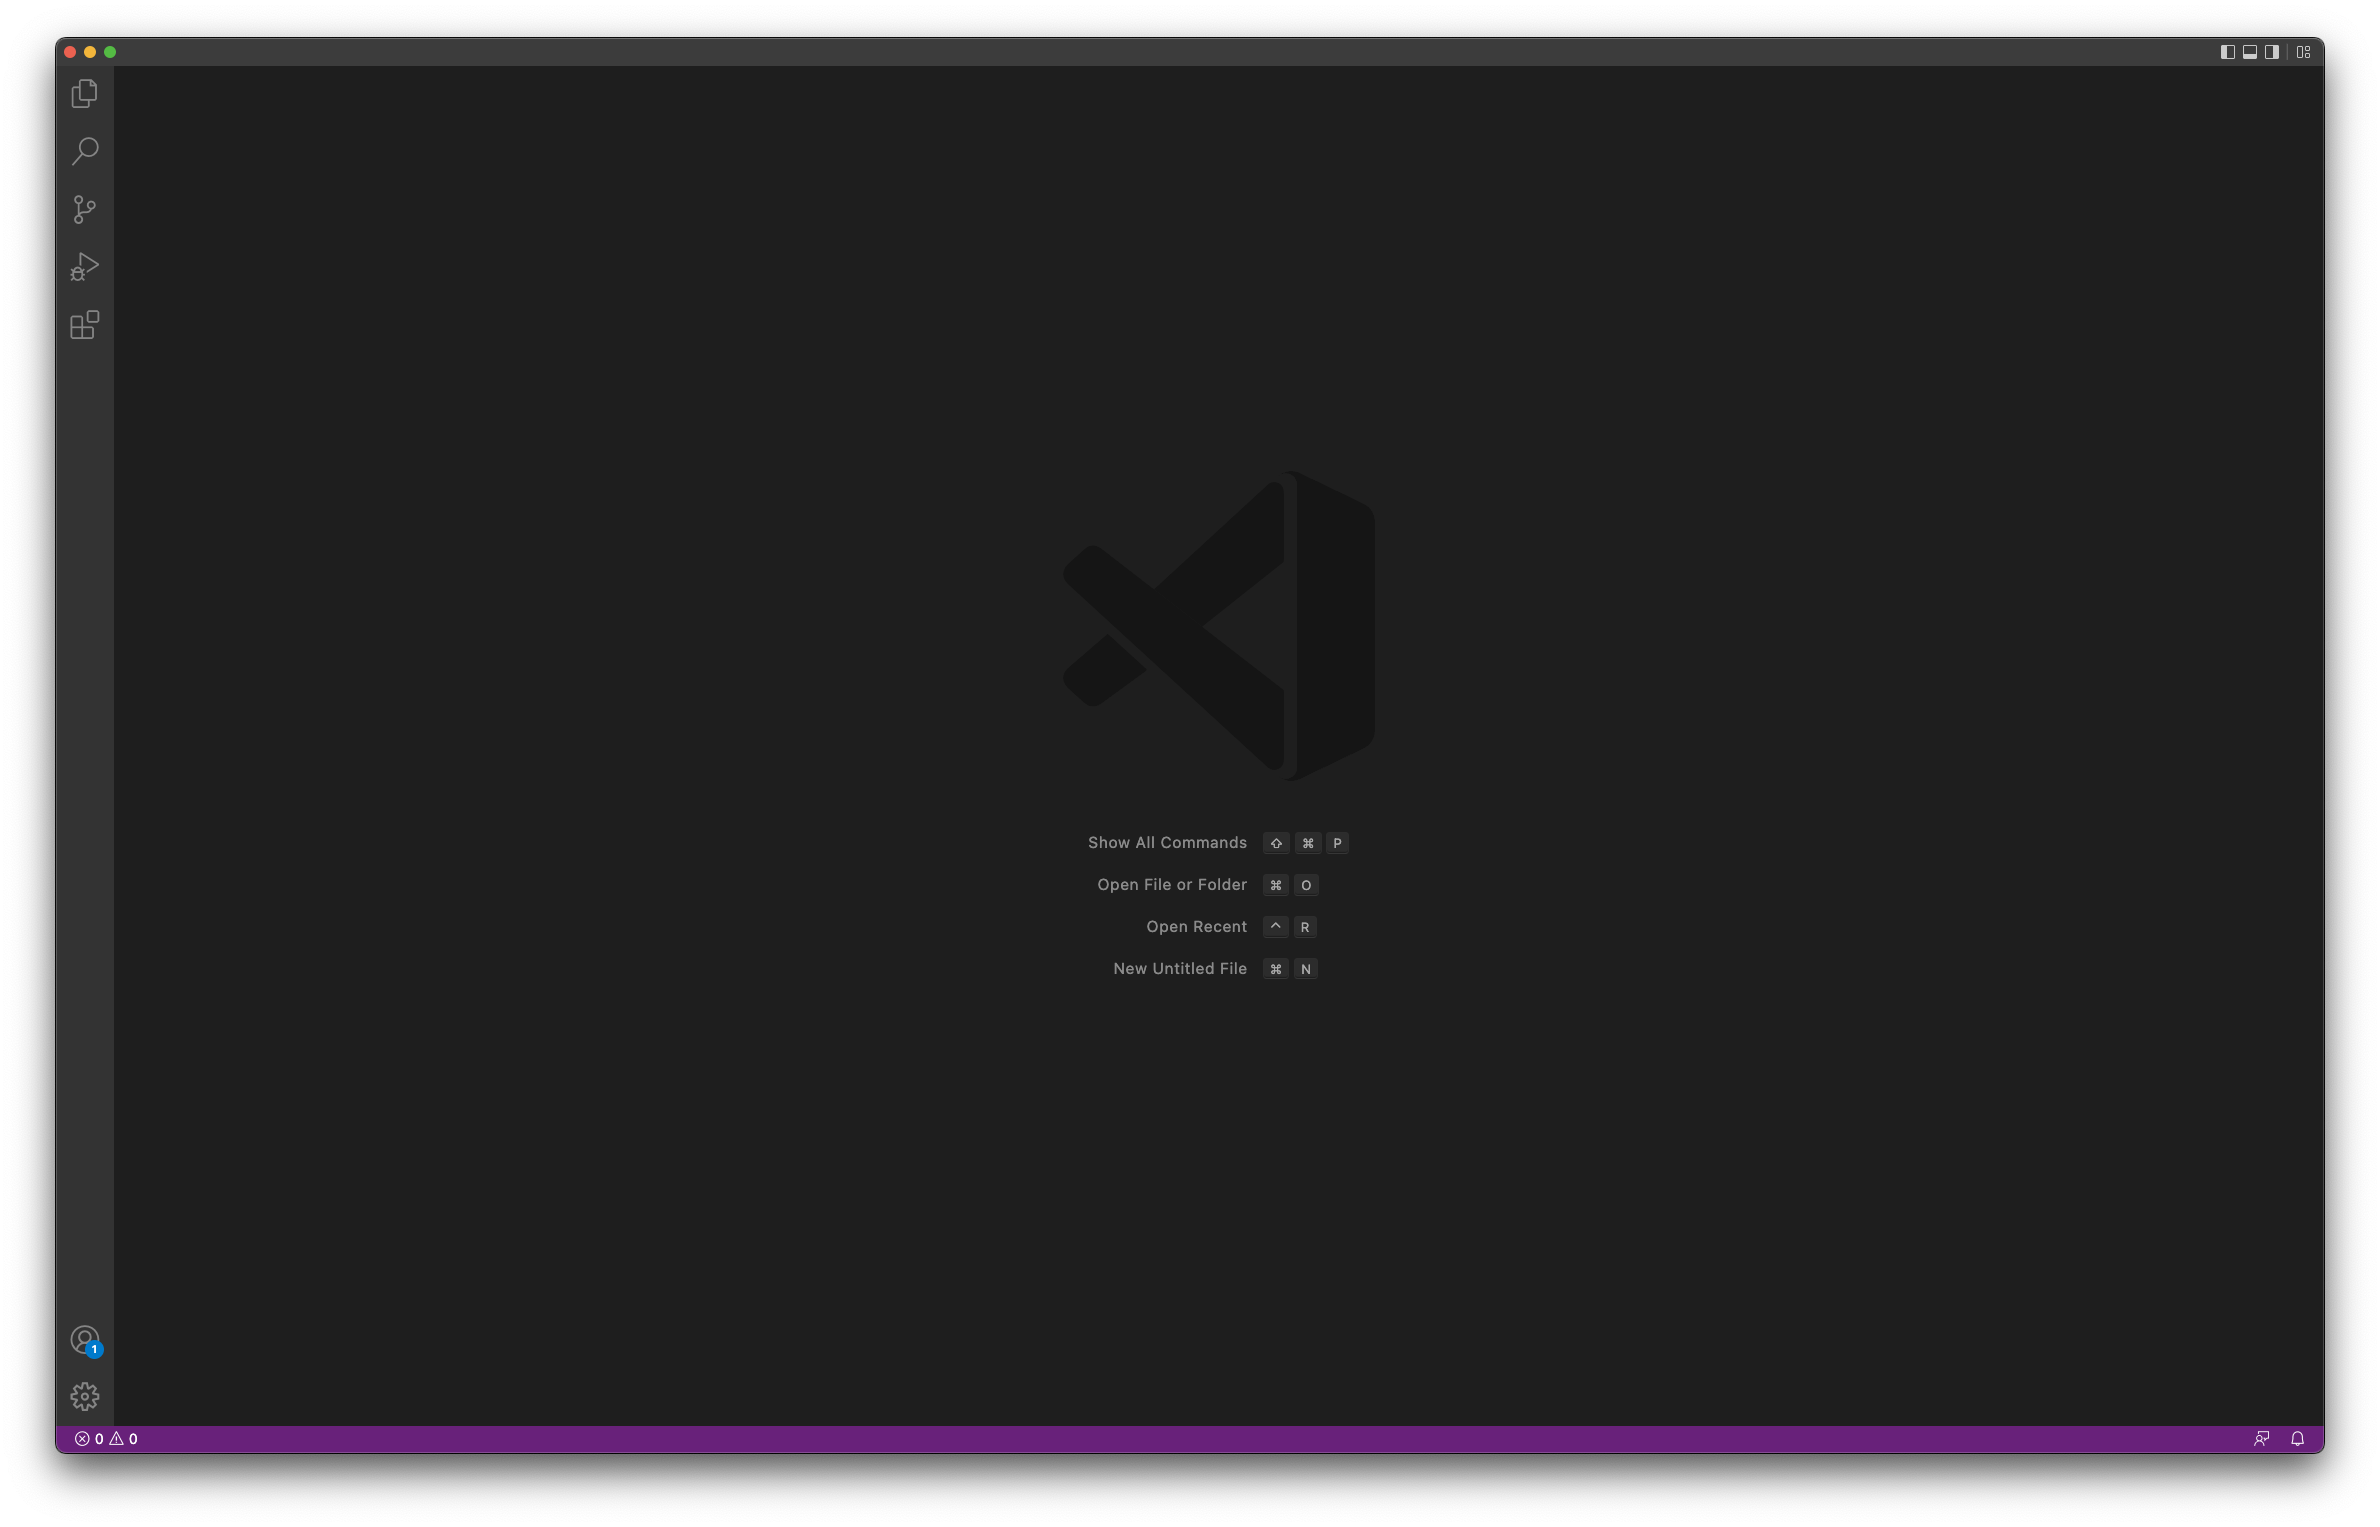 Show All Commands ⇧ ⌘ P
Open File or Folder ⌘ O
Open Recent ^ R
New Untitled File ⌘ N
1
0 0